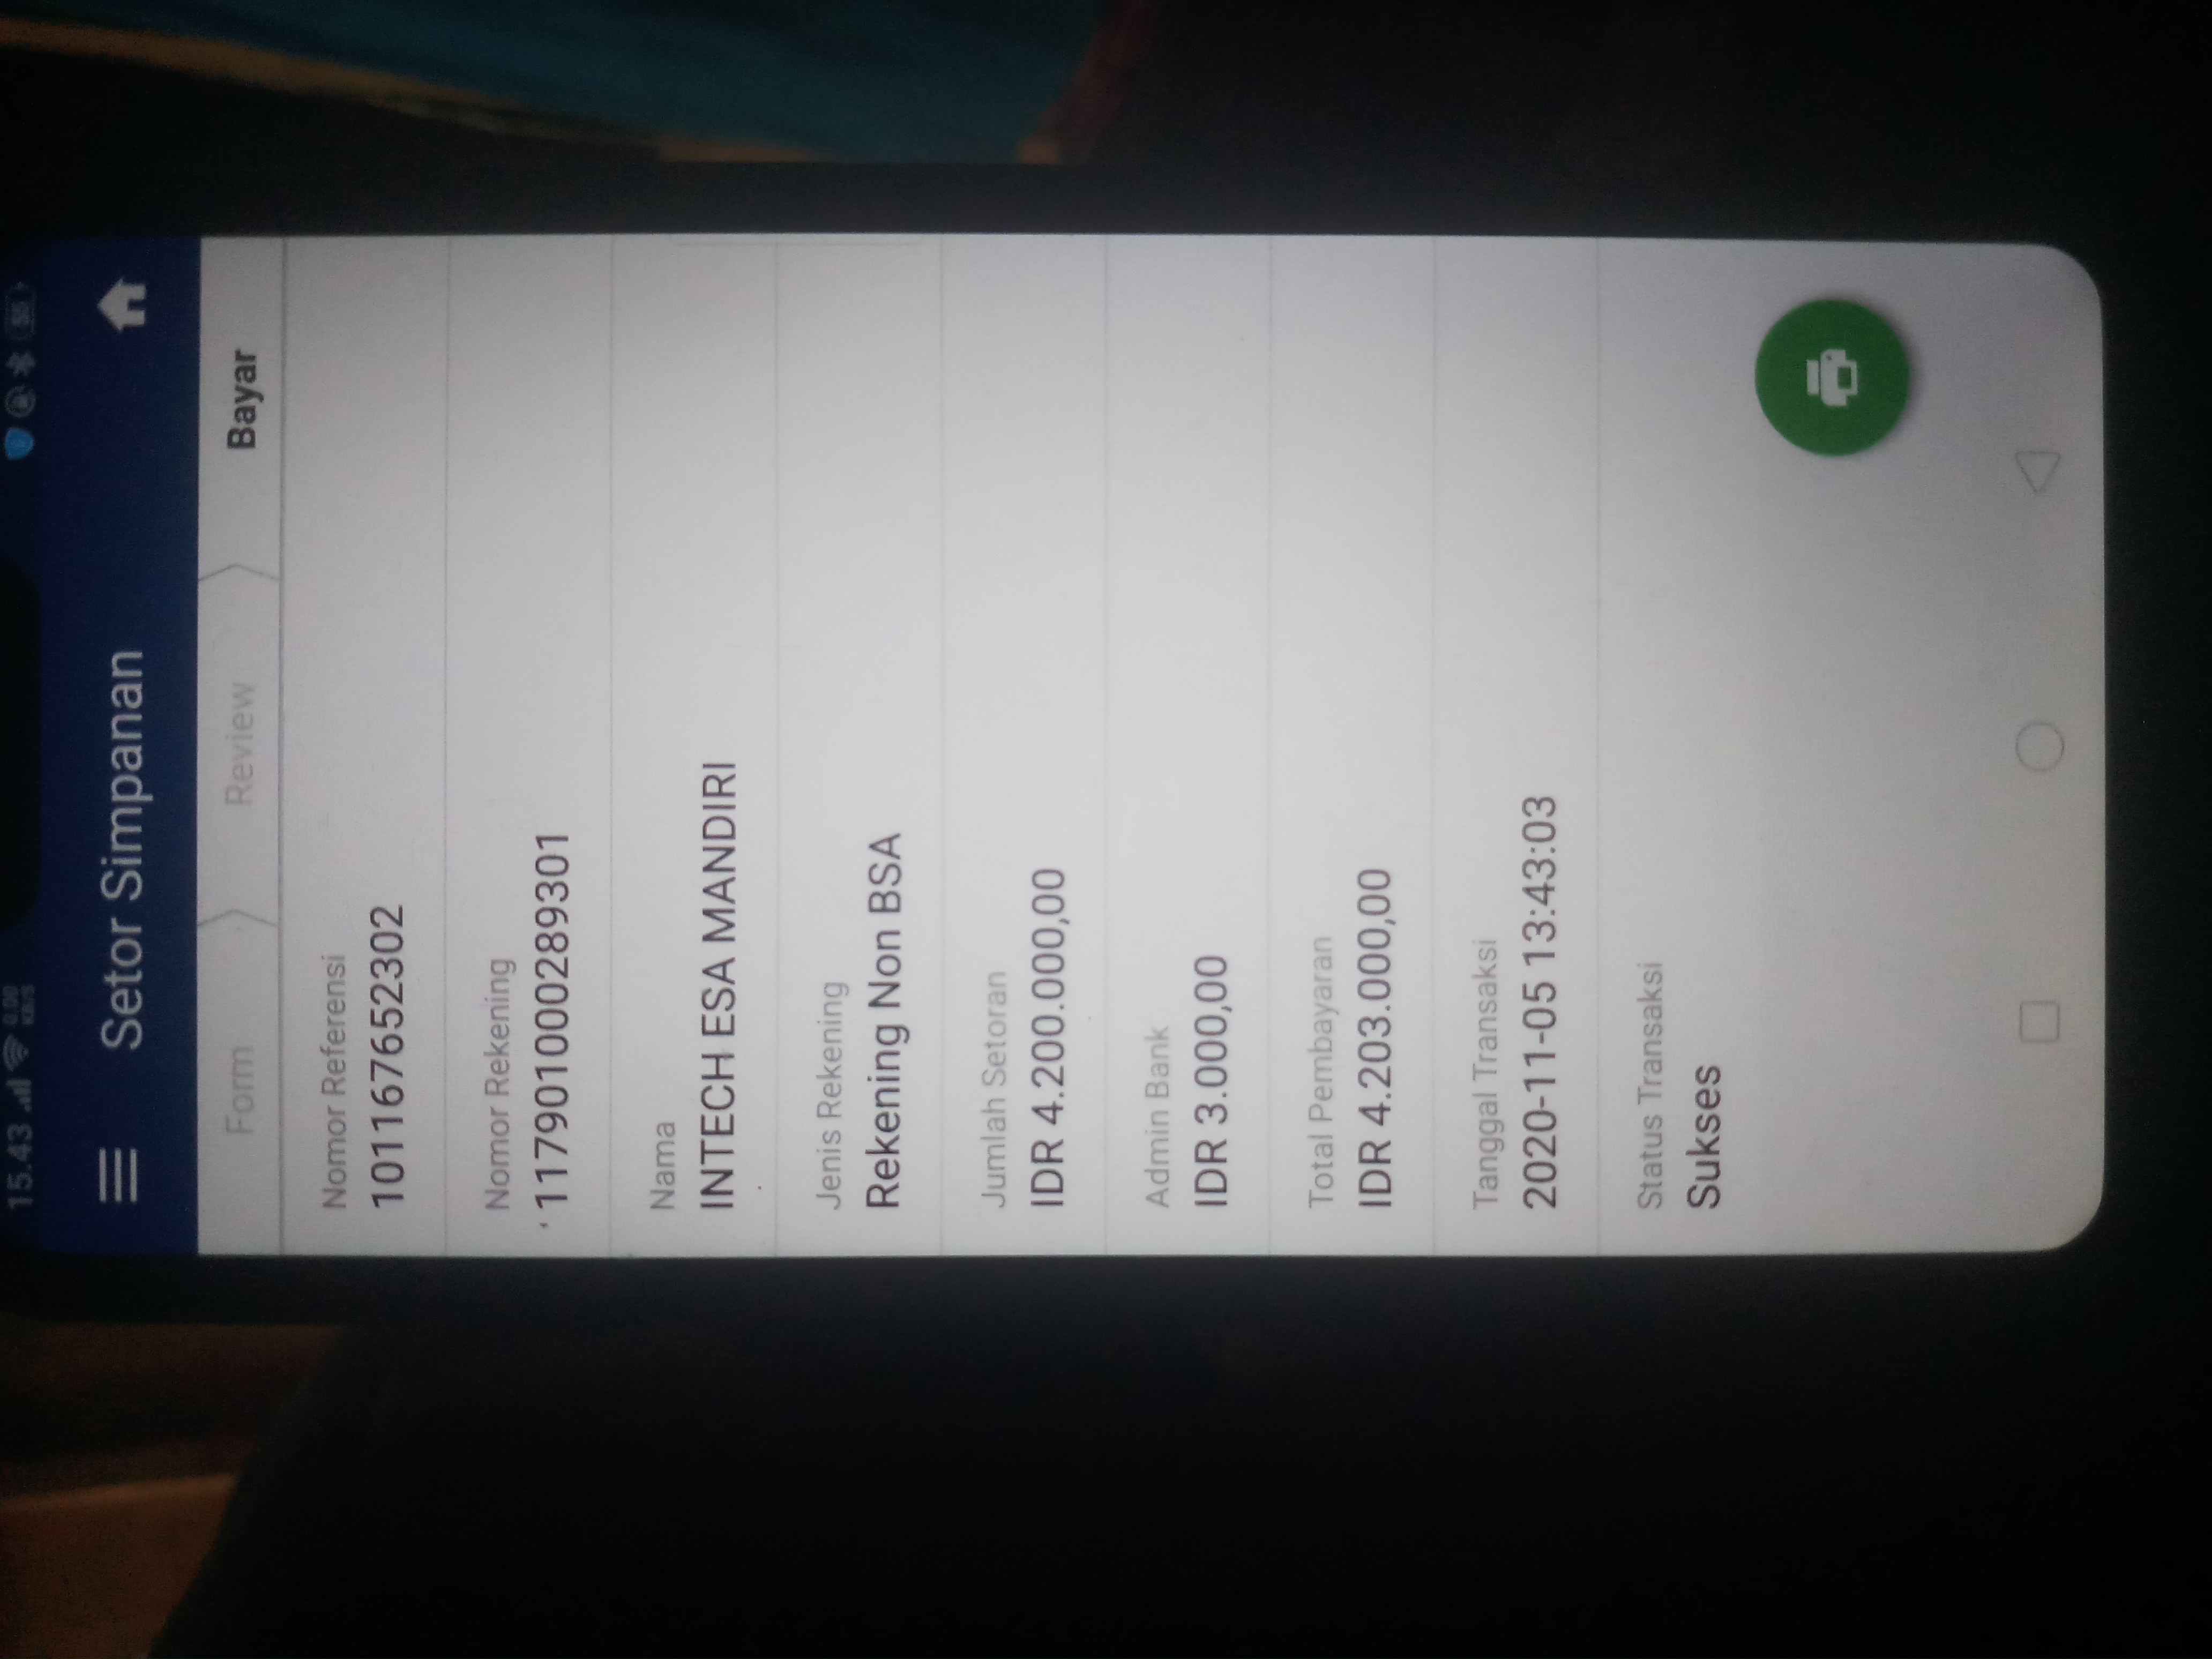 15.43
0,00
KB/S
55
Setor Simpanan
Form
Review
Bayar
Nomor Referensi
101167652302
Nomor Rekening
117901000289301
Nama
INTECH ESA MANDIRI
Jenis Rekening
Rekening Non BSA
Jumlah Setoran
IDR 4.200.000,00
Admin Bank
IDR 3.000,00
Total Pembayaran
IDR 4.203.000,00
Tanggal Transaksi
2020-11-05 13:43:03
Status Transaksi
Sukses